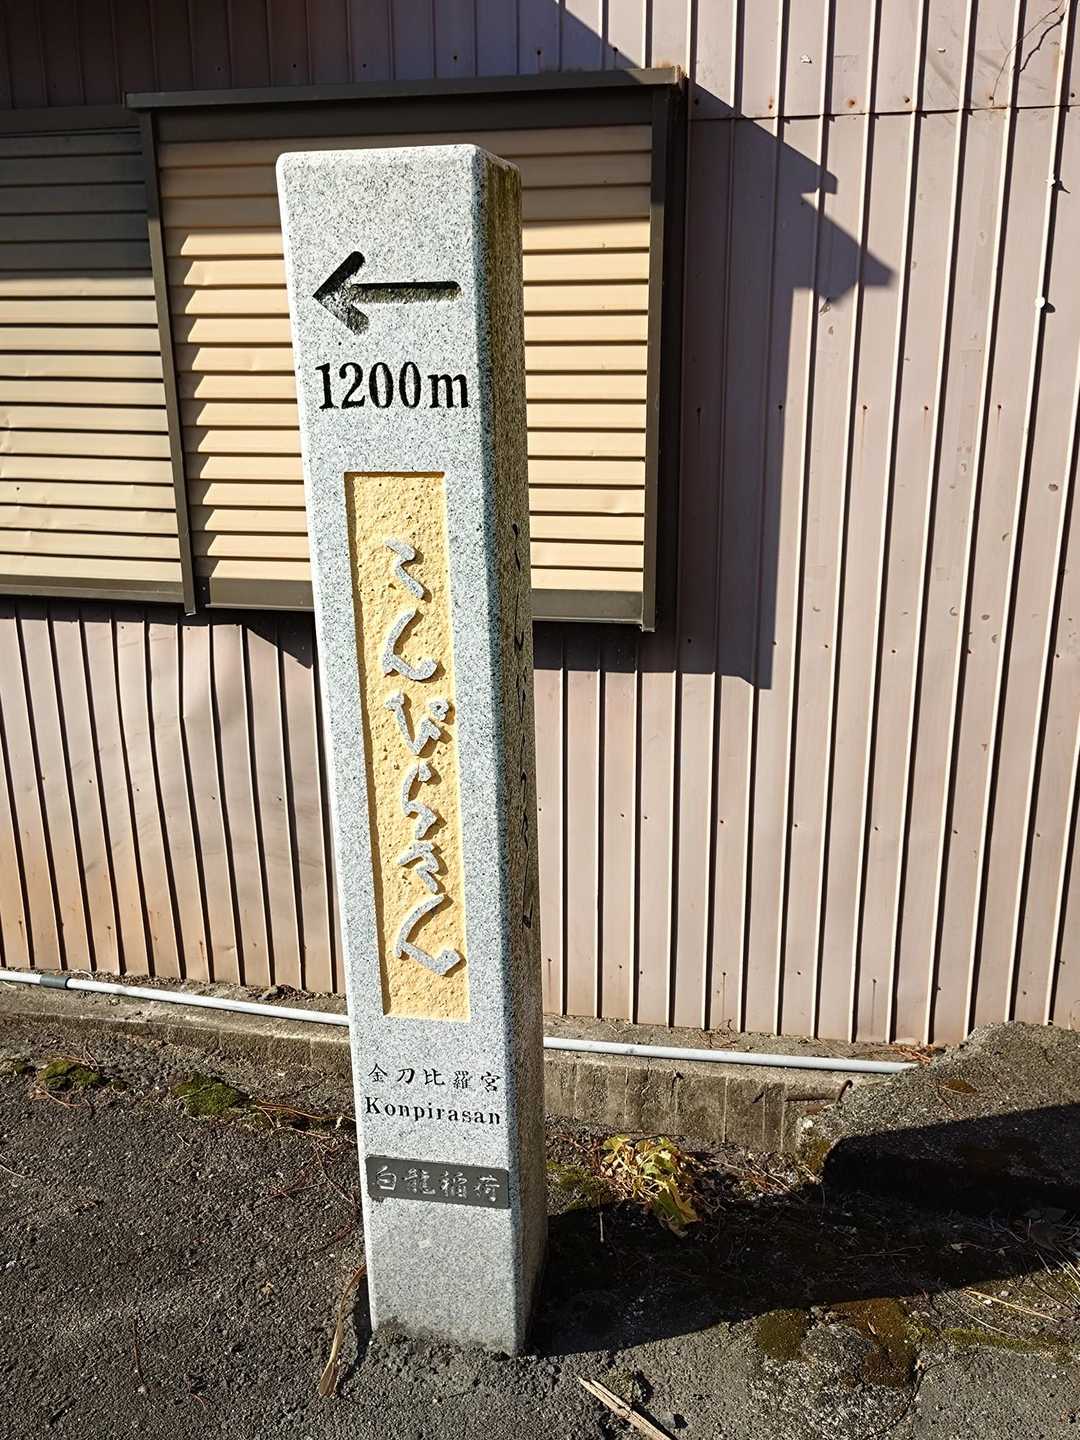 ←
1200m
こんぴらさん
金刀比羅宮
Konpirasan
白龍稲荷